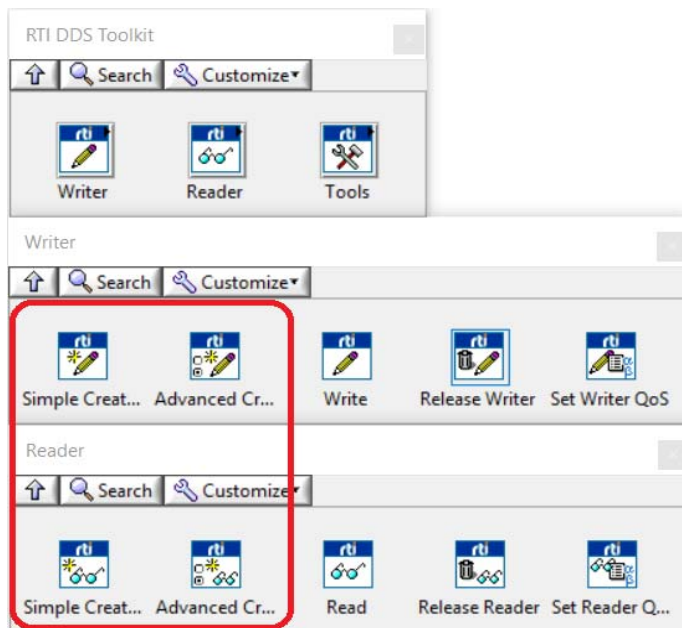 RTI DDS Toolkit
Search Customize
rti rti rti
Writer Reader Tools
Writer
Search Customize
rti rti rti rti rti
Simple Creat... Advanced Cr... Write Release Writer Set Writer QoS
Reader
Search Customize
rti rti rti rti rti
Simple Creat... Advanced Cr... Read Release Reader Set Reader Q...